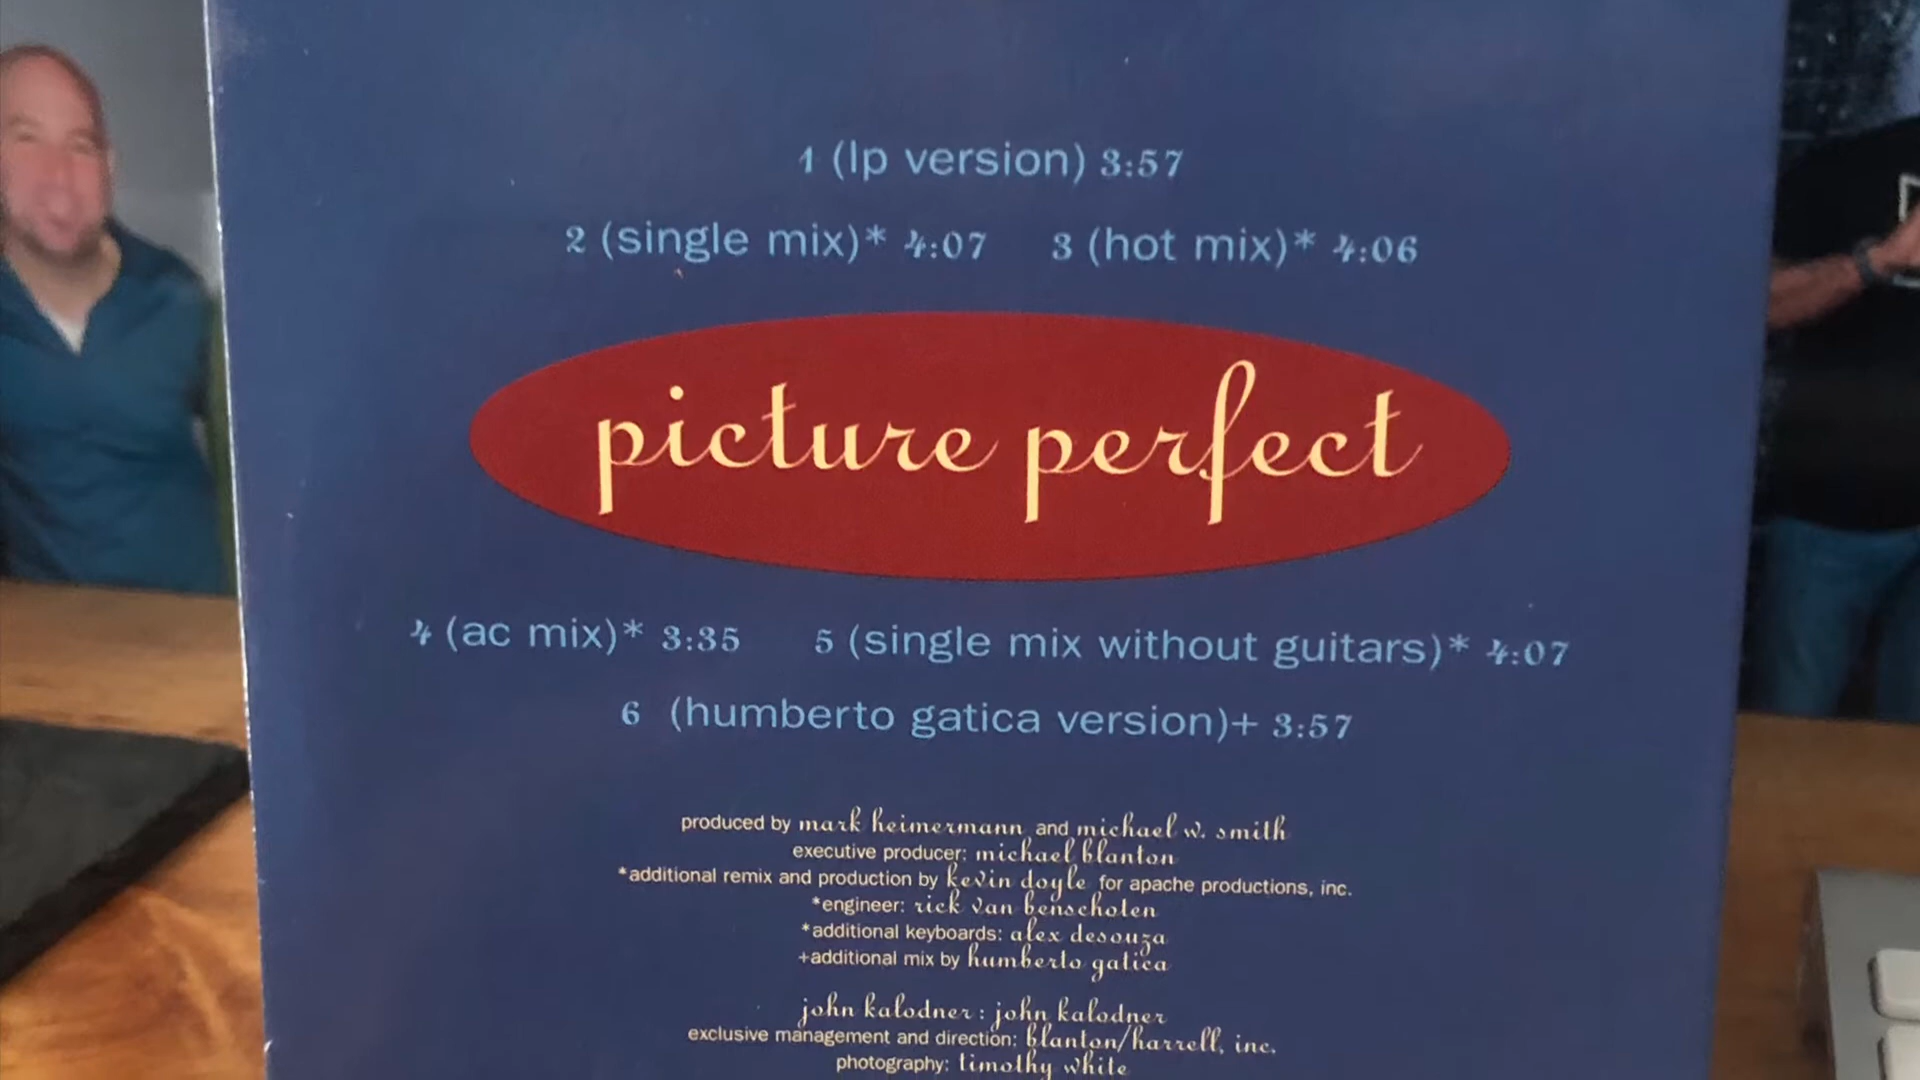 1 (lp version) 3:57
2 (single mix)* 4:07 3 (hot mix)* 4:06
picture perfect
4 (ac mix)* 3:35 5 (single mix without guitars)* 4:07
6 (humberto gatica version)+ 3:57
produced by mark heimermann and michael w. smith
executive producer: michael blanton
*additional remix and production by kevin doyle for apache productions, inc.
*engineer: rick van benscholen
*additional keyboards: alex desouza
+additional mix by humberto gatica
john kalodner: john kalodner
exclusive management and direction: blanton/harrell, inc.
photography: timothy white